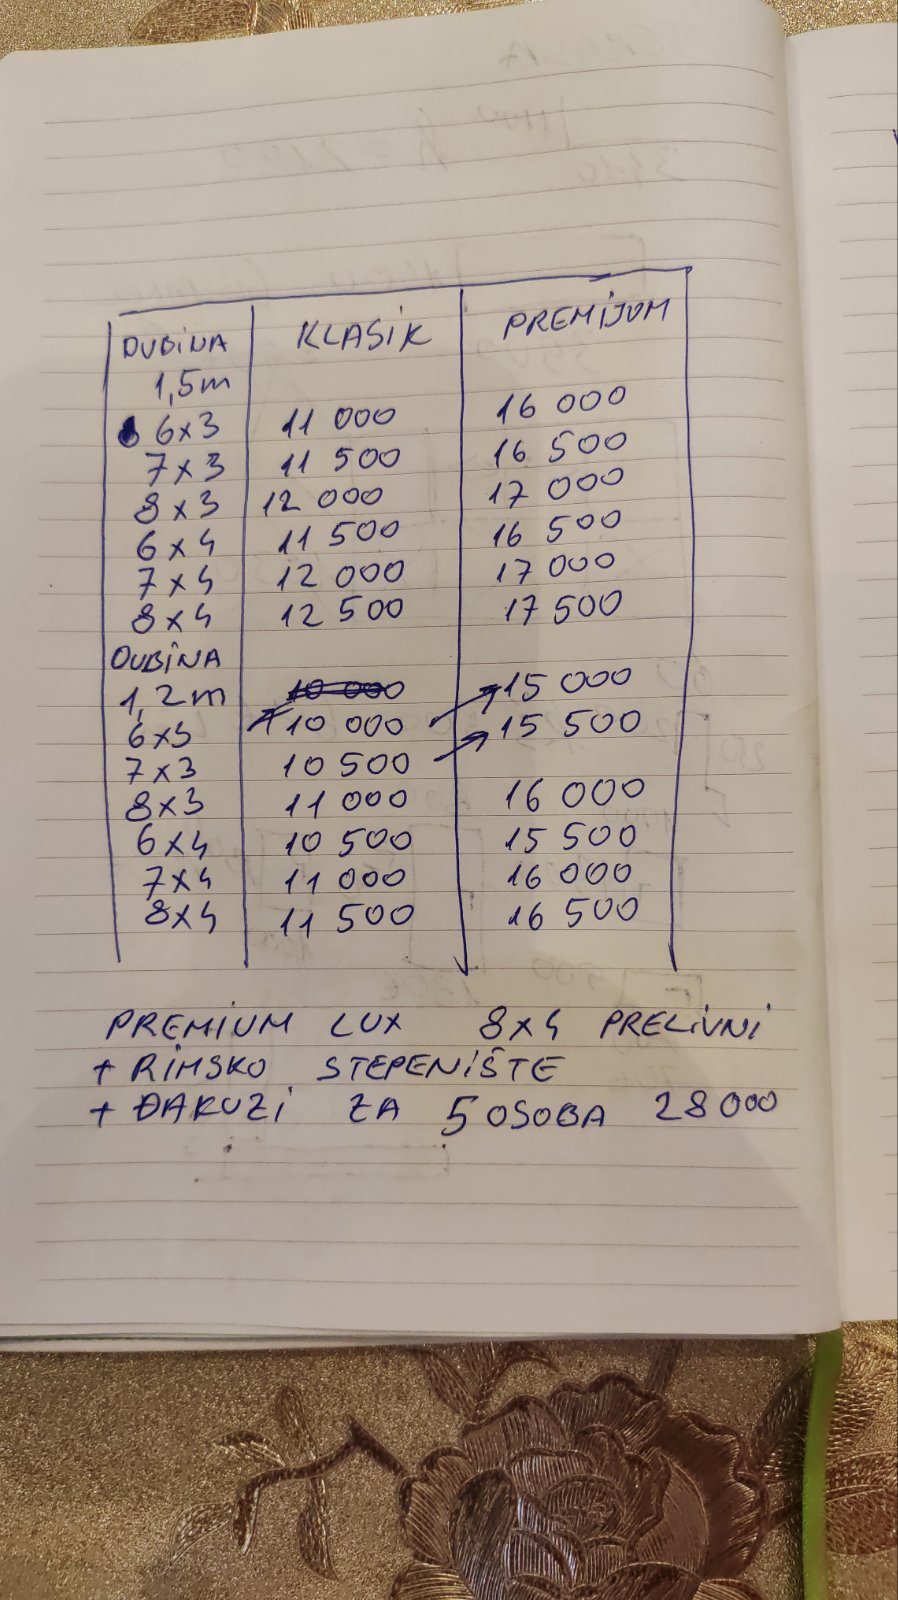 DUBiNA KLASiK PREMiJUM
1,5m
6x3 11 000 16 000
7x3 11 500 16 500
8x3 12 000 17 000
6x4 11 500 16 500
7x4 12 000 17 000
8x4 12 500 17 500
DUBiNA
1,2m 10 000 15 000
6x3 10 000 15 500
7x3 10 500
8x3 11 000 16 000
6x4 10 500 15 500
7x4 11 000 16 000
8x4 11 500 16 500
PREMiUM LUX 8x4 PRELiVNi
+ RiMSKO STEPENiŠTE
+ ĐAKUZi ZA 5 OSOBA 28 000